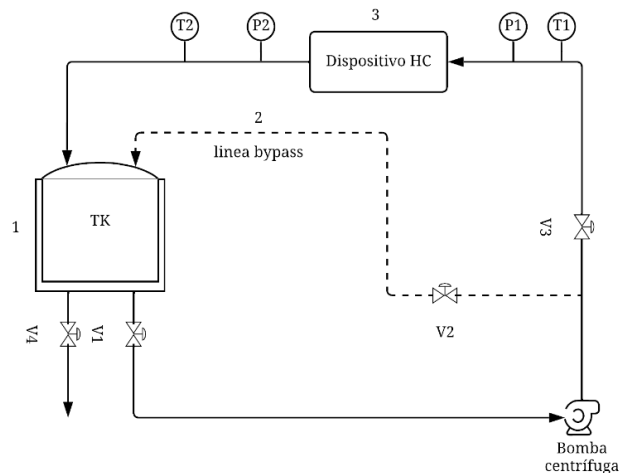 3
T2
P2
P1
T1
Dispositivo HC
2
linea bypass
1
TK
V3
V4
V1
V2
Bomba
centrífuga